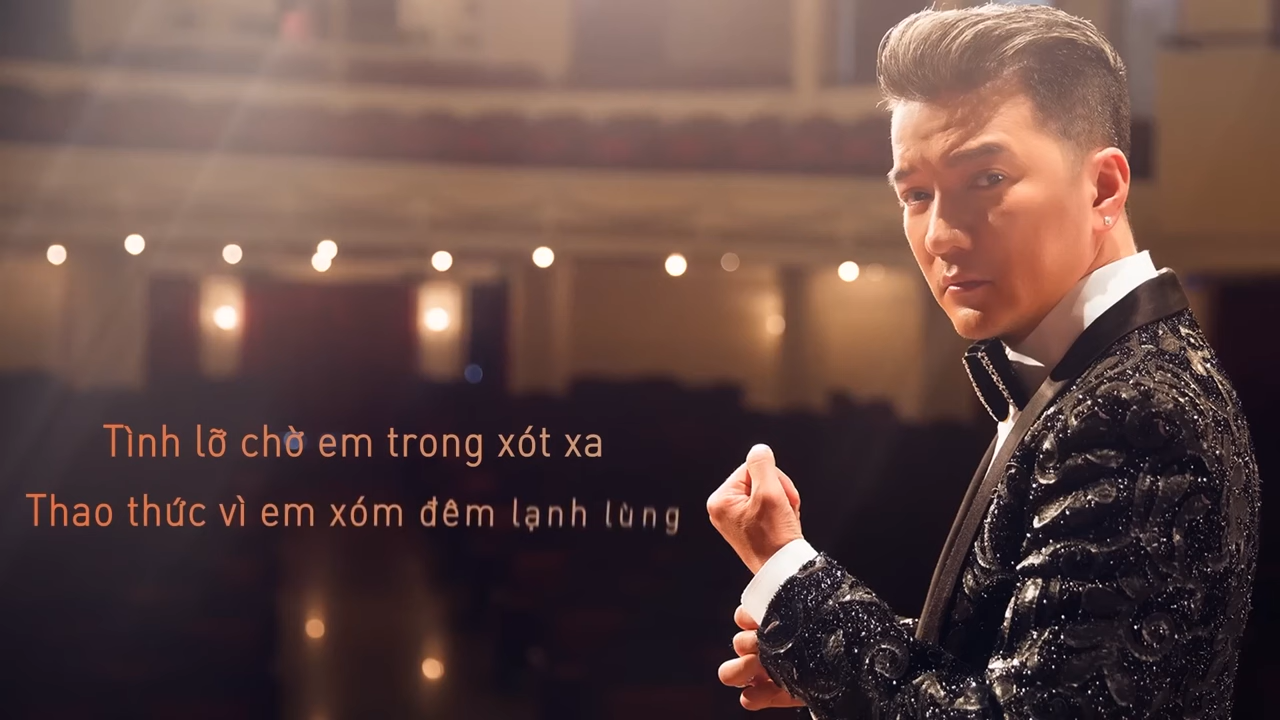 Tình lỡ chờ em trong xót xa
Thao thức vì em xóm đêm lạnh lùng